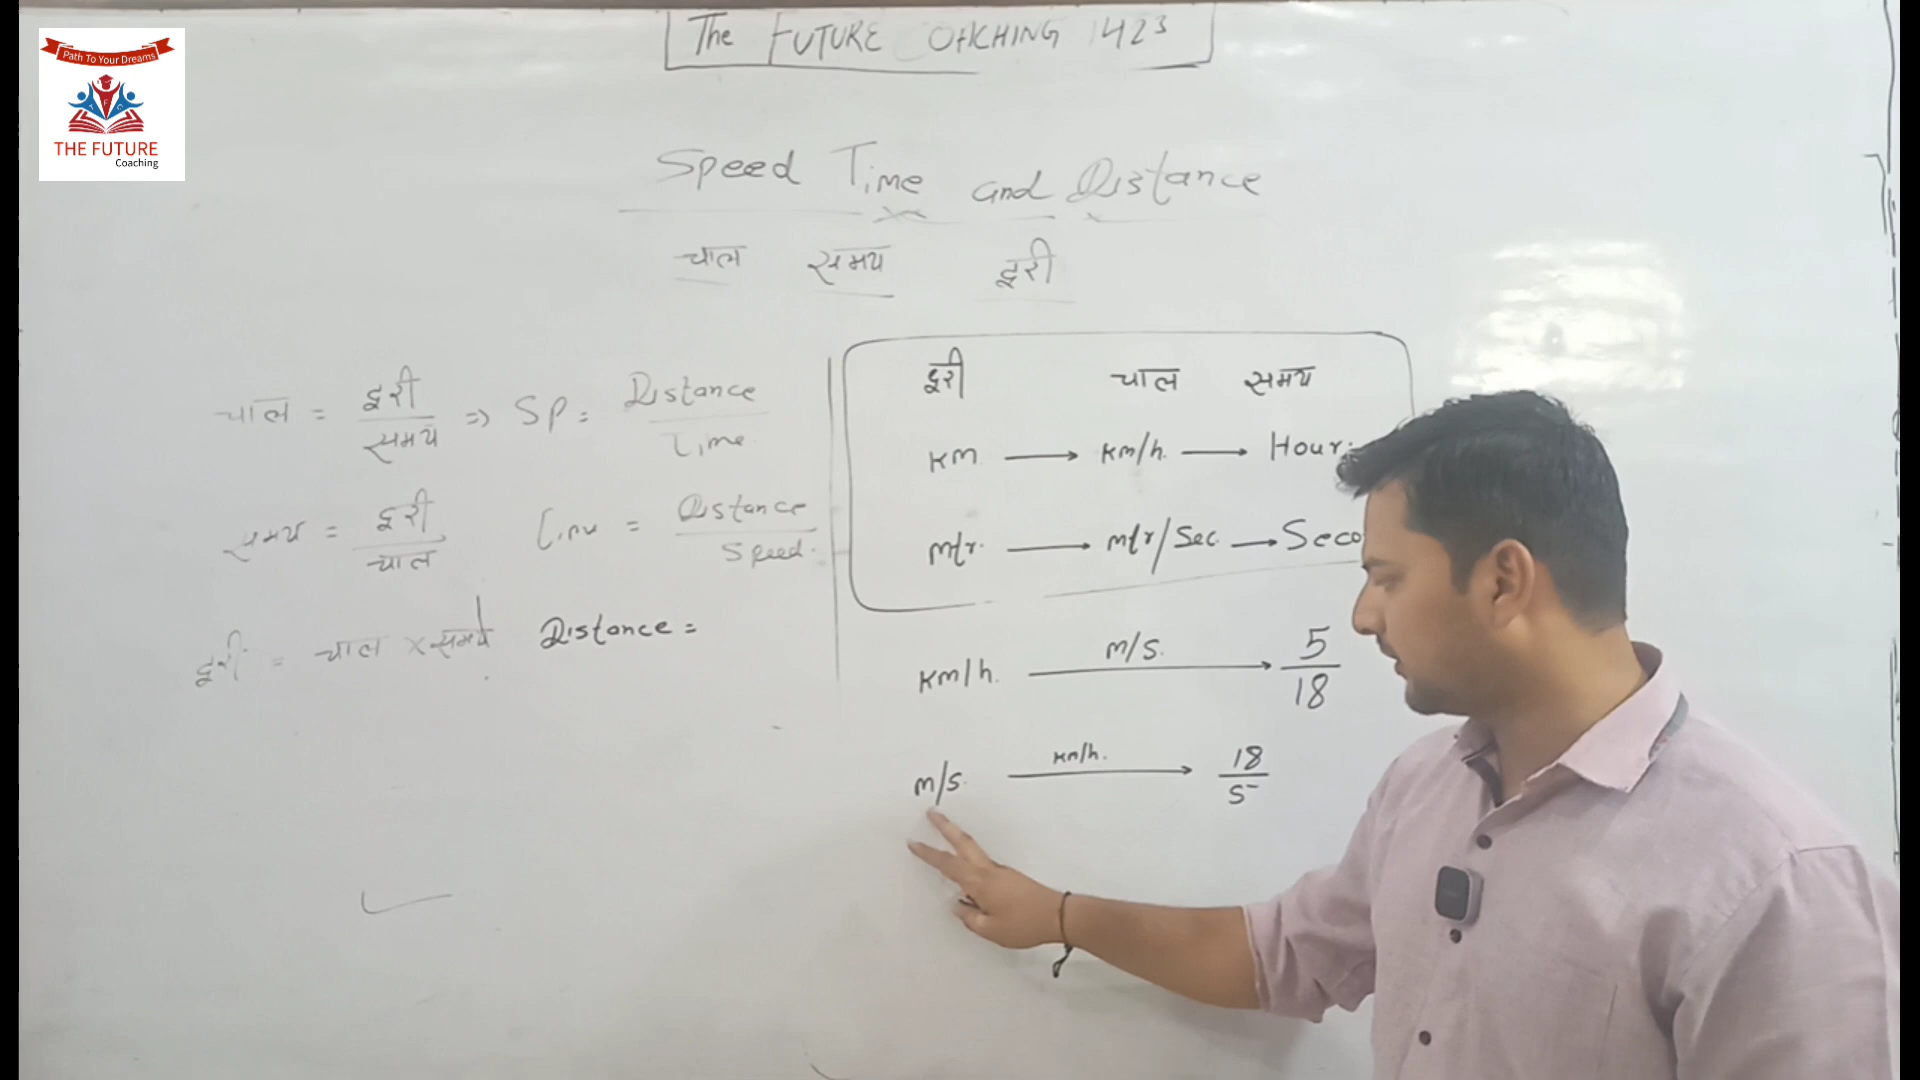 Path To Your Dreams
THE FUTURE
Coaching
The FUTURE COACHING 1423
Speed Time and Distance
चाल समय दूरी
चाल = दूरी/समय => SP = Distance/Time
समय = दूरी/चाल Time = Distance/Speed.
दूरी = चाल × समय Distance =
दूरी चाल समय
KM → Km/h. → Hour.
Mtr. → Mtr/Sec. → Seco
Km/h. m/s. → 5/18
m/s. km/h. → 18/5